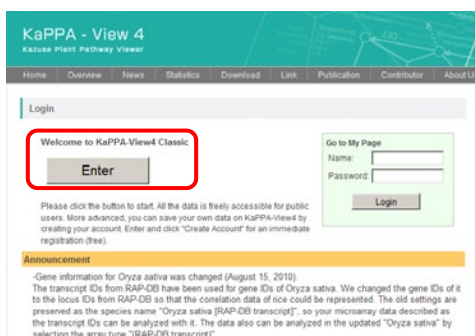 KaPPA - View 4
Kazusa Plant Pathway Viewer
Home Overview News Statistics Download Link Publication Contributor About Us
Login
Welcome to KaPPA-View4 Classic
Enter
Please click the button to start. All the data is freely accessible for public
users. More advanced, you can save your own data on KaPPA-View4 by
creating your account. Enter and click "Create Account" for an immediate
registration (free).
Go to My Page
Name:
Password:
Login
Announcement
-Gene information for Oryza sativa was changed (August 15, 2010).
The transcript IDs from RAP-DB have been used for gene IDs of Oryza sativa. We changed the gene IDs of it
to the locus IDs from RAP-DB so that the correlation data of rice could be represented. The old settings are
preserved as the species name "Oryza sativa [RAP-DB transcript]", so your microarray data described as
the transcript IDs can be analyzed with it. The data also can be analyzed in the updated "Oryza sativa" by
selecting the array type "(RAP-DB transcript)".